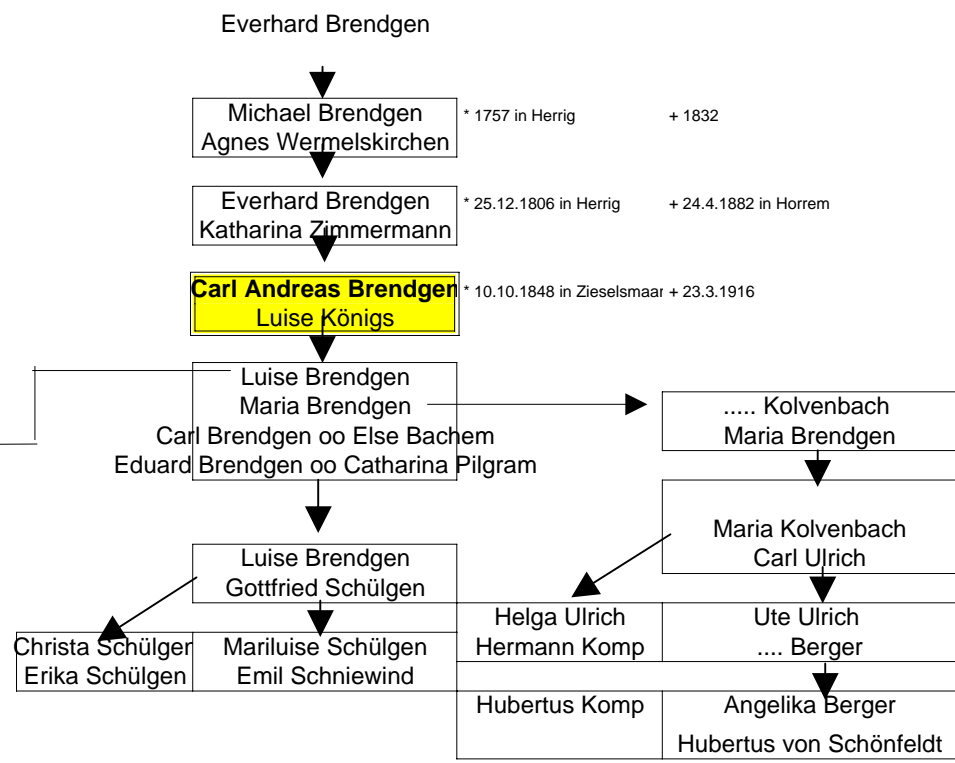 Everhard Brendgen
Michael Brendgen * 1757 in Herrig + 1832
Agnes Wermelskirchen
Everhard Brendgen * 25.12.1806 in Herrig + 24.4.1882 in Horrem
Katharina Zimmermann
Carl Andreas Brendgen * 10.10.1848 in Zieselsmaar + 23.3.1916
Luise Königs
Luise Brendgen
Maria Brendgen
Carl Brendgen oo Else Bachem
Eduard Brendgen oo Catharina Pilgram
..... Kolvenbach
Maria Brendgen
Maria Kolvenbach
Carl Ulrich
Luise Brendgen
Gottfried Schülgen
Christa Schülgen
Erika Schülgen
Mariluise Schülgen
Emil Schniewind
Helga Ulrich
Hermann Komp
Ute Ulrich
.... Berger
Hubertus Komp
Angelika Berger
Hubertus von Schönfeldt